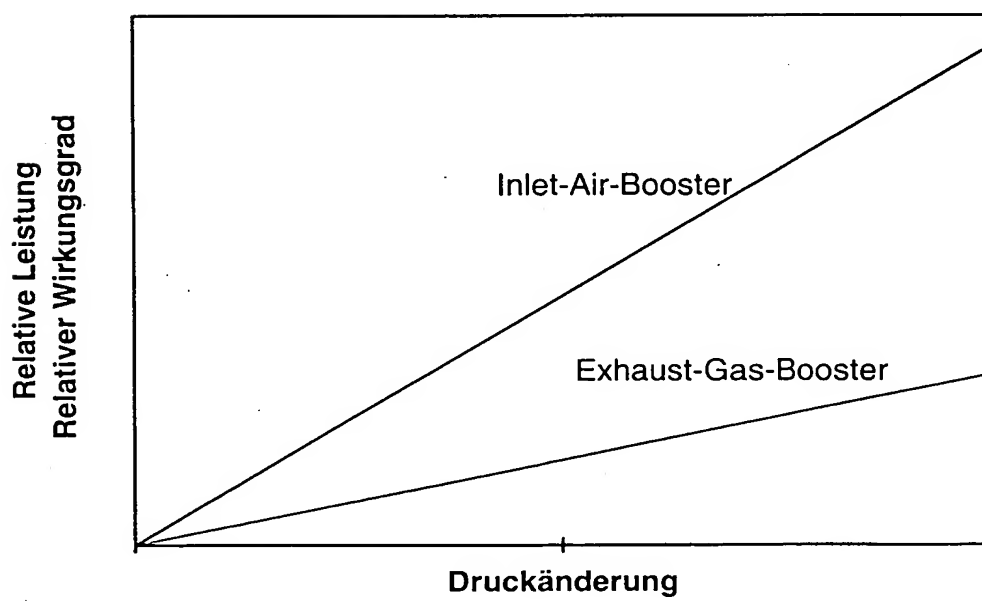 Relative Leistung
Relativer Wirkungsgrad
Inlet-Air-Booster
Exhaust-Gas-Booster
Druckänderung